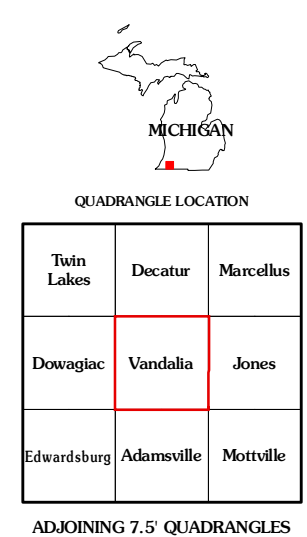 MICHIGAN
QUADRANGLE LOCATION
Twin
Lakes
Decatur
Marcellus
Dowagiac
Vandalia
Jones
Edwardsburg
Adamsville
Mottville
ADJOINING 7.5' QUADRANGLES